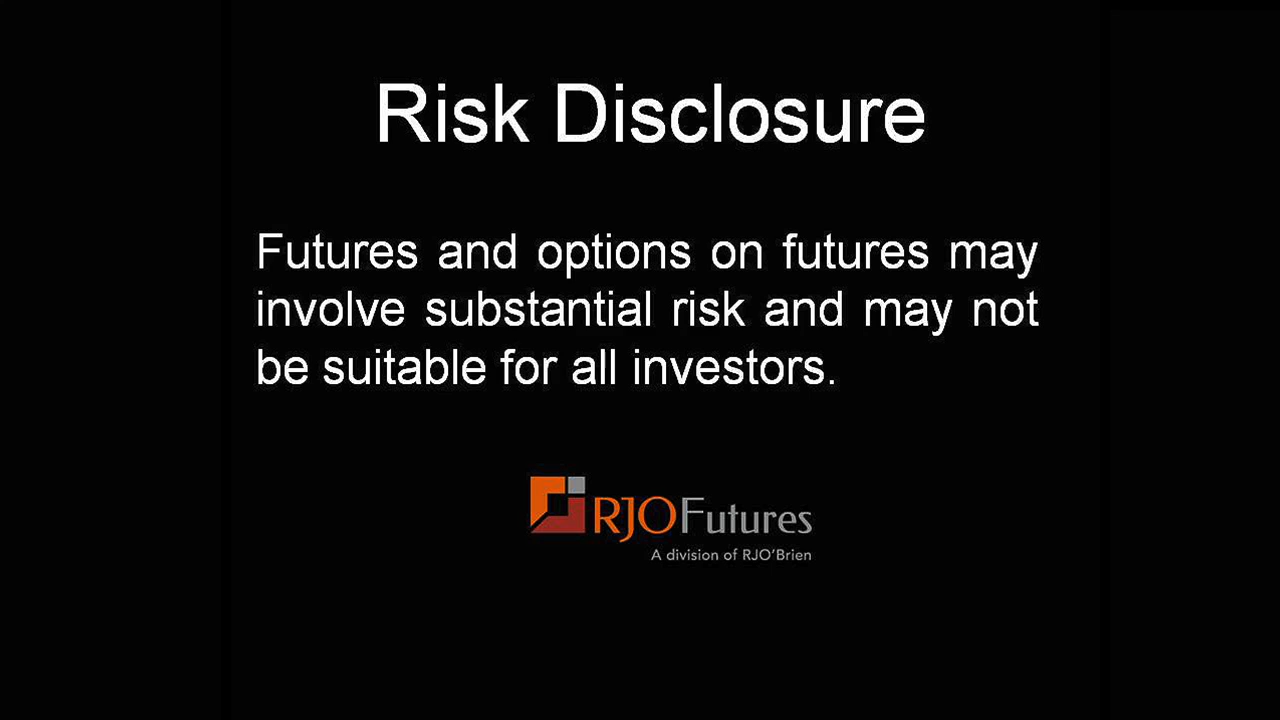 Risk Disclosure
Futures and options on futures may
involve substantial risk and may not
be suitable for all investors.
RJOFutures
A division of RJO'Brien